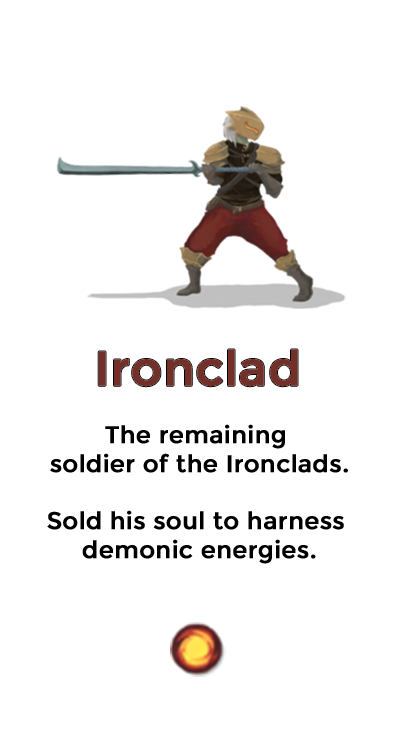 Ironclad
The remaining
soldier of the Ironclads.
Sold his soul to harness
demonic energies.